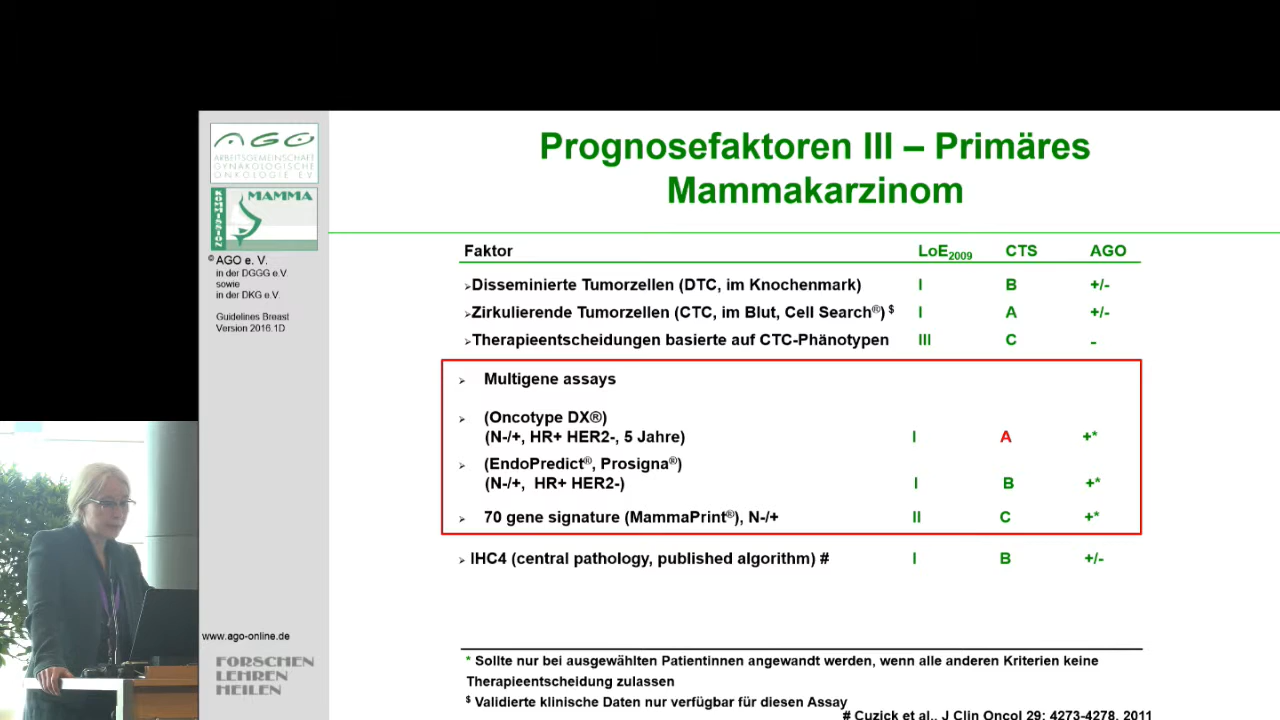 Prognosefaktoren III – Primäres
Mammakarzinom
AGO
ARBEITSGEMEINSCHAFT
GYNÄKOLOGISCHE
ONKOLOGIE E.V.
KOMMISSION
MAMMA
© AGO e. V.
in der DGGG e.V.
sowie
in der DKG e.V.
Guidelines Breast
Version 2016.1D
www.ago-online.de
FORSCHEN
LEHREN
HEILEN
Faktor LoE2009 CTS AGO
➢Disseminierte Tumorzellen (DTC, im Knochenmark) I B +/-
➢Zirkulierende Tumorzellen (CTC, im Blut, Cell Search®) $ I A +/-
➢Therapieentscheidungen basierte auf CTC-Phänotypen III C -
➢ Multigene assays
➢ (Oncotype DX®)
(N-/+, HR+ HER2-, 5 Jahre) I A +*
➢ (EndoPredict®, Prosigna®)
(N-/+, HR+ HER2-) I B +*
➢ 70 gene signature (MammaPrint®), N-/+ II C +*
➢ IHC4 (central pathology, published algorithm) # I B +/-
* Sollte nur bei ausgewählten Patientinnen angewandt werden, wenn alle anderen Kriterien keine
Therapieentscheidung zulassen
$ Validierte klinische Daten nur verfügbar für diesen Assay
# Cuzick et al., J Clin Oncol 29: 4273-4278, 2011